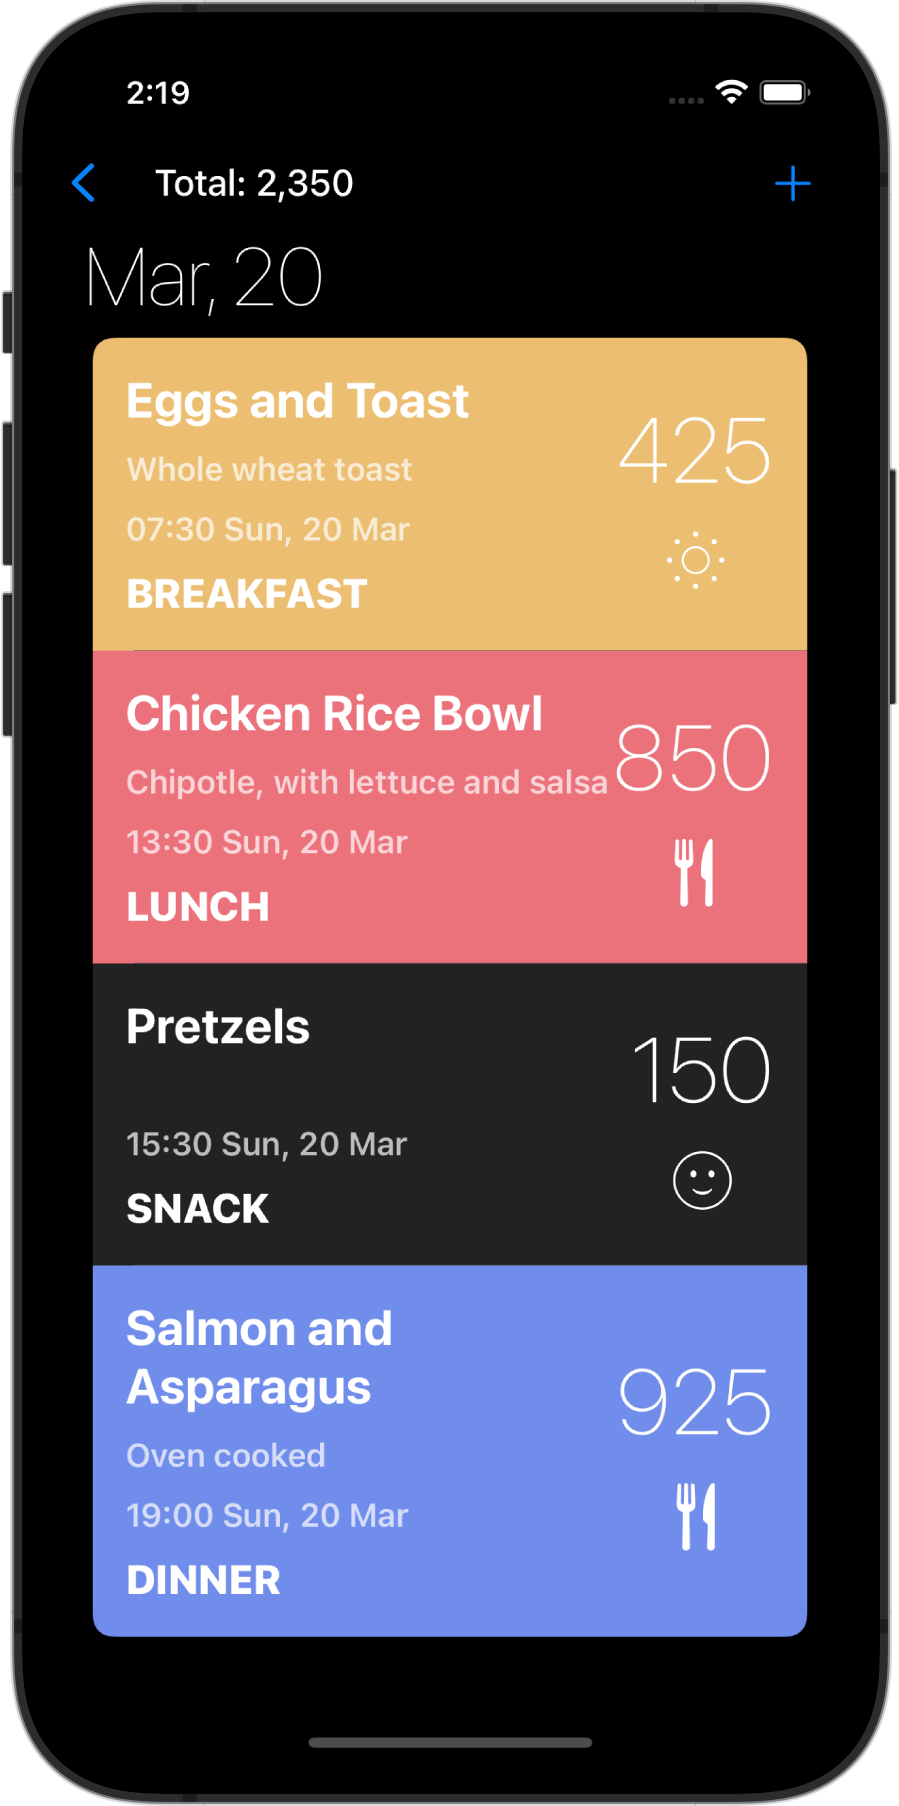 2:19
Total: 2,350
Mar, 20
Eggs and Toast
425
Whole wheat toast
07:30 Sun, 20 Mar
BREAKFAST
Chicken Rice Bowl
850
Chipotle, with lettuce and salsa
13:30 Sun, 20 Mar
LUNCH
Pretzels
150
15:30 Sun, 20 Mar
SNACK
Salmon and
Asparagus
925
Oven cooked
19:00 Sun, 20 Mar
DINNER